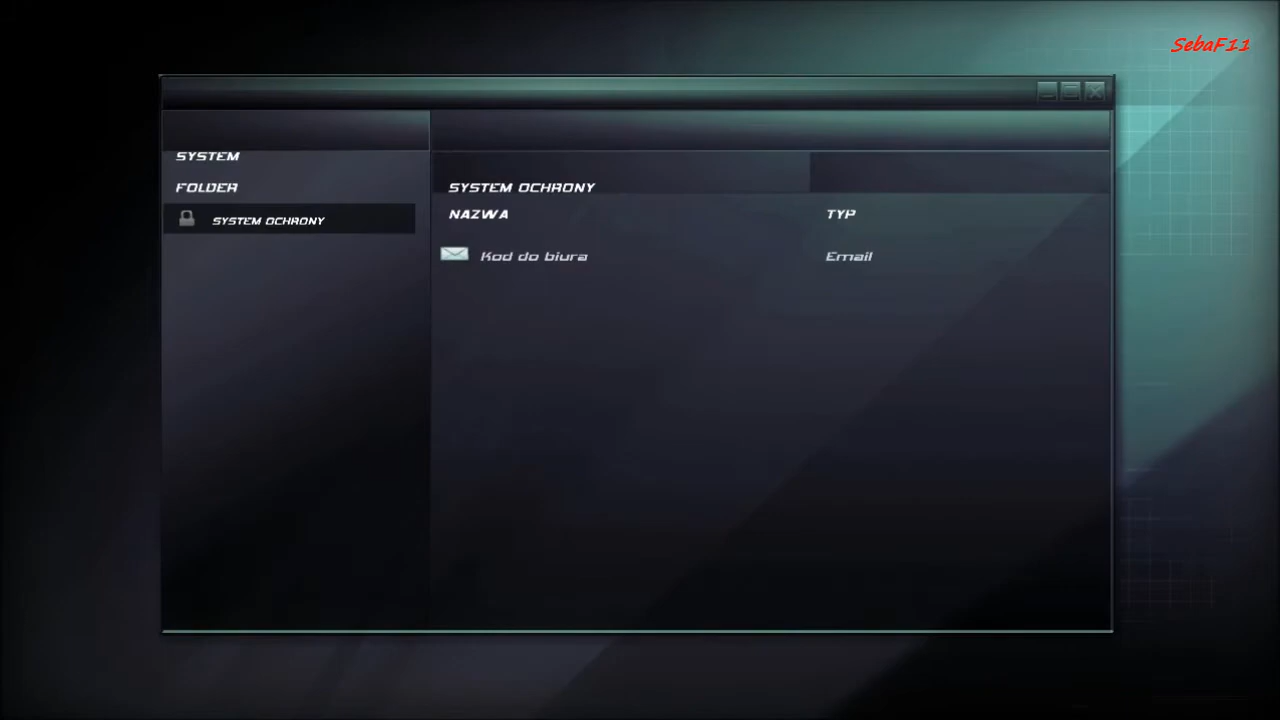 SebaF11
SYSTEM
FOLDER
SYSTEM OCHRONY
SYSTEM OCHRONY
NAZWA TYP
Kod do biura Email